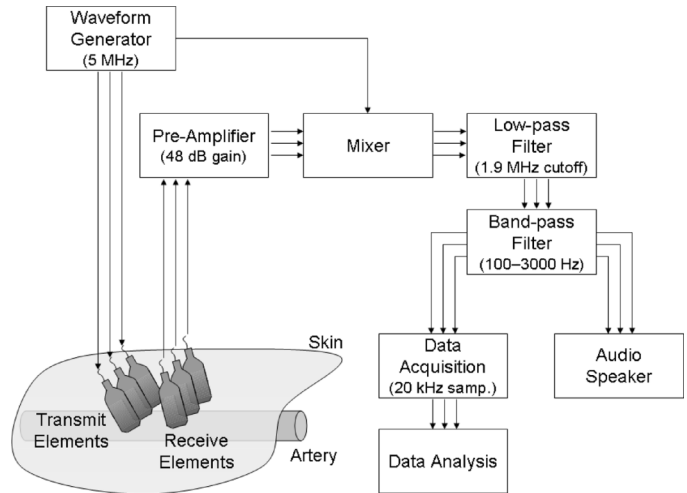 Waveform
Generator
(5 MHz)
Pre-Amplifier
(48 dB gain)
Mixer
Low-pass
Filter
(1.9 MHz cutoff)
Band-pass
Filter
(100–3000 Hz)
Skin
Data
Acquisition
(20 kHz samp.)
Audio
Speaker
Transmit
Elements
Receive
Elements
Artery
Data Analysis